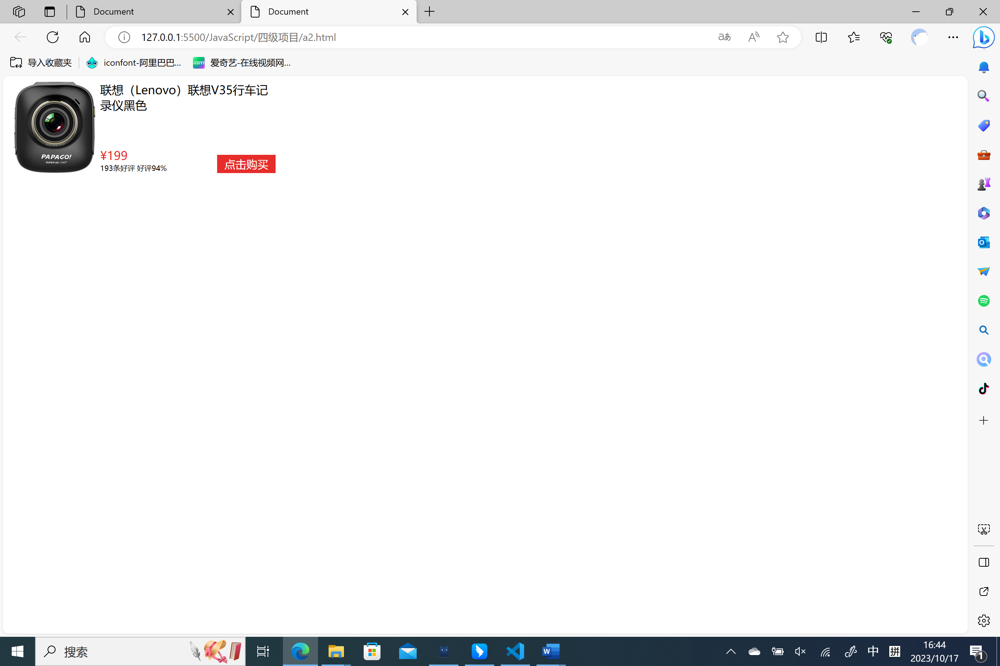 Document
Document
127.0.0.1:5500/JavaScript/四级项目/a2.html
导入收藏夹
iconfont-阿里巴巴...
爱奇艺-在线视频网...
联想（Lenovo）联想V35行车记
录仪黑色
PAPAGO!
SUPER HD 1296P
¥199
193条好评 好评94%
点击购买
搜索
中
拼
16:44
2023/10/17
1